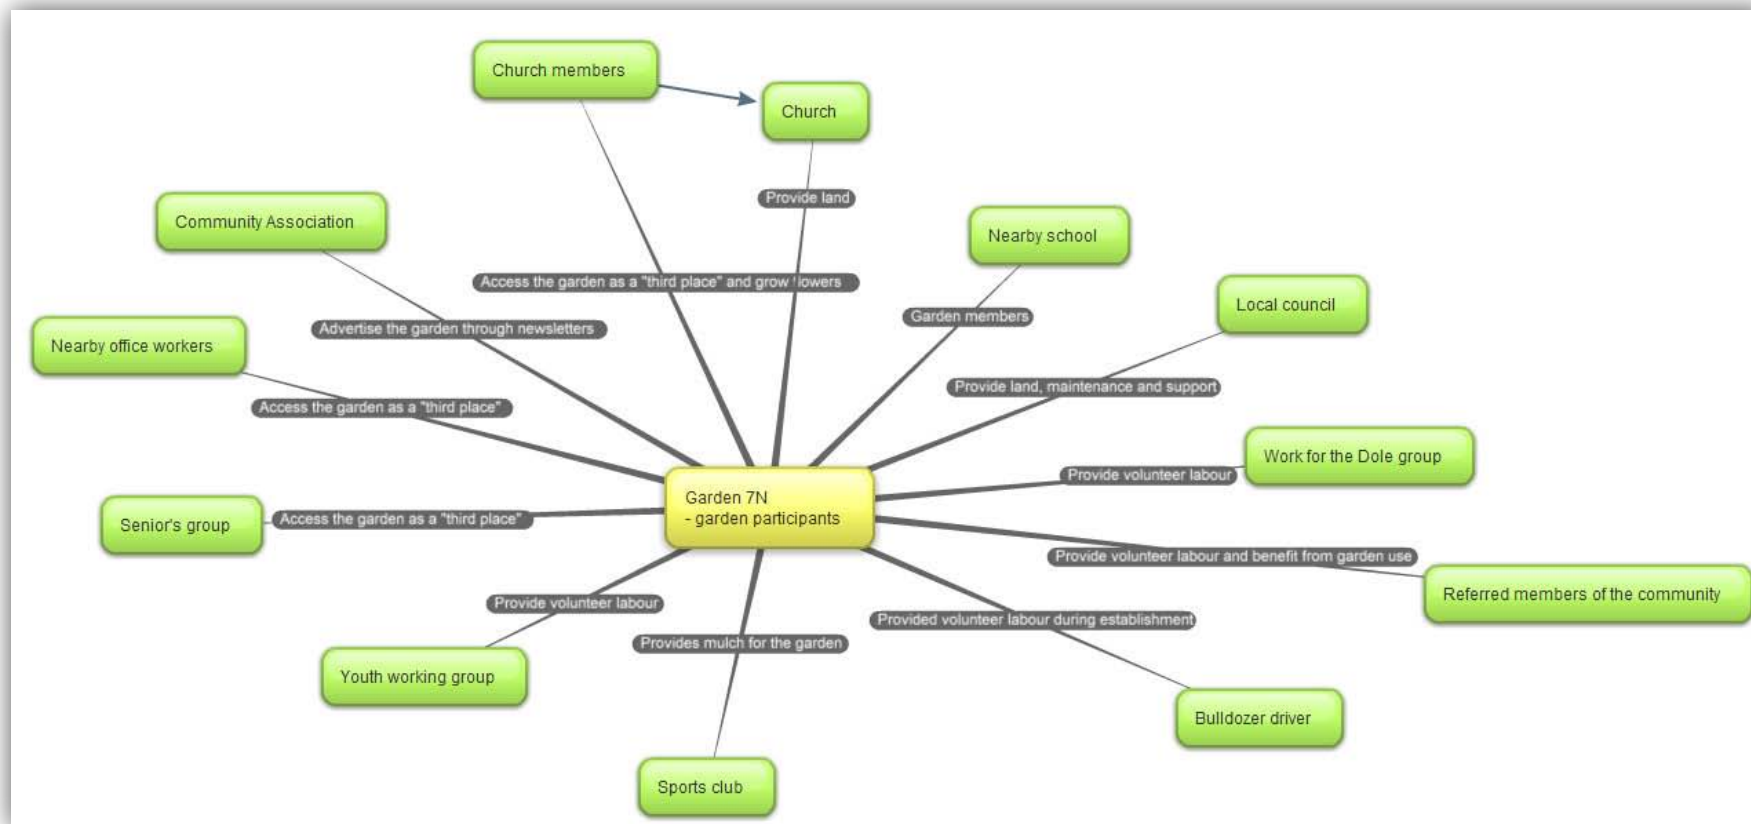 Church members
Church
Provide land
Community Association
Nearby school
Access the garden as a "third place" and grow flowers
Local council
Garden members
Advertise the garden through newsletters
Nearby office workers
Provide land, maintenance and support
Access the garden as a "third place"
Work for the Dole group
Provide volunteer labour
Garden 7N
- garden participants
Senior's group
Access the garden as a "third place"
Provide volunteer labour and benefit from garden use
Referred members of the community
Provide volunteer labour
Provided volunteer labour during establishment
Provides mulch for the garden
Youth working group
Bulldozer driver
Sports club